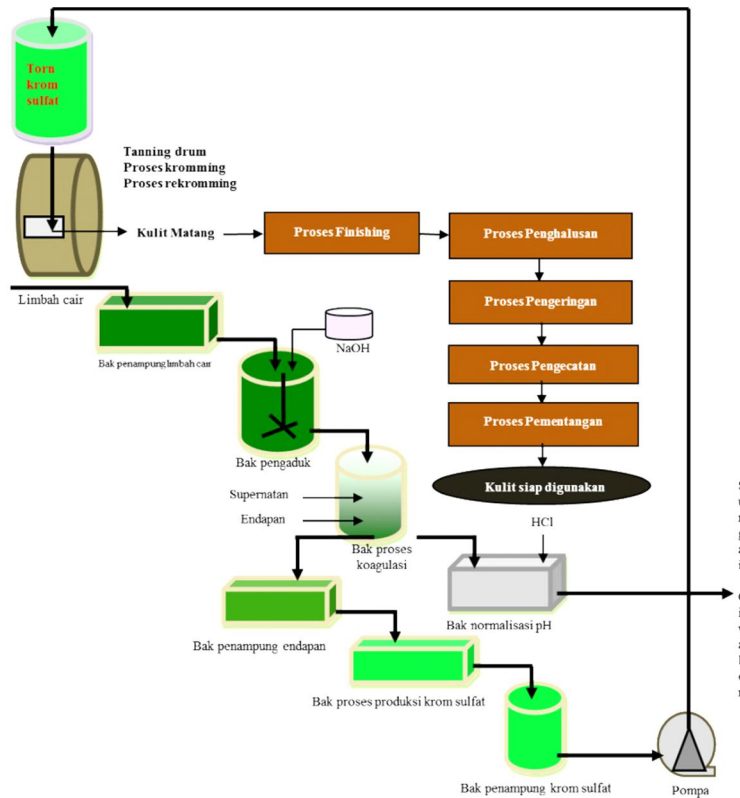 Torn
krom
sulfat
Tanning drum
Proses kromming
Proses rekromming
Kulit Matang
Proses Finishing
Proses Penghalusan
Limbah cair
Proses Pengeringan
NaOH
Bak penampung limbah cair
Proses Pengecatan
Proses Pementangan
Bak pengaduk
Kulit siap digunakan
Supernatan
Endapan
HCl
Bak proses
koagulasi
Bak normalisasi pH
Bak penampung endapan
Bak proses produksi krom sulfat
Bak penampung krom sulfat
Pompa